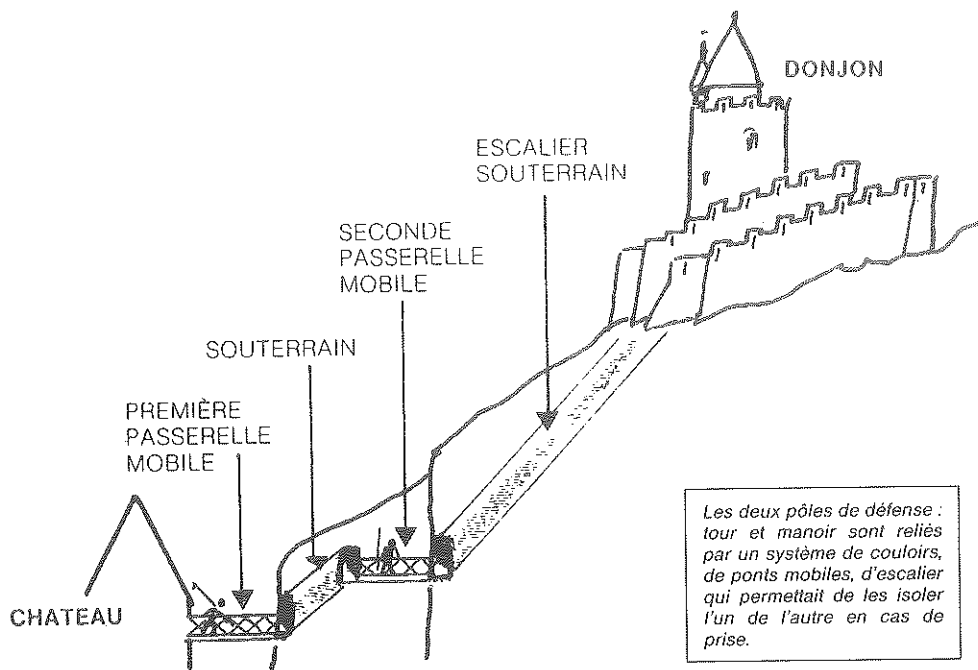 DONJON
ESCALIER
SOUTERRAIN
SECONDE
PASSERELLE
MOBILE
SOUTERRAIN
PREMIÈRE
PASSERELLE
MOBILE
CHATEAU
Les deux pôles de défense :
tour et manoir sont reliés
par un système de couloirs,
de ponts mobiles, d'escalier
qui permettait de les isoler
l'un de l'autre en cas de
prise.